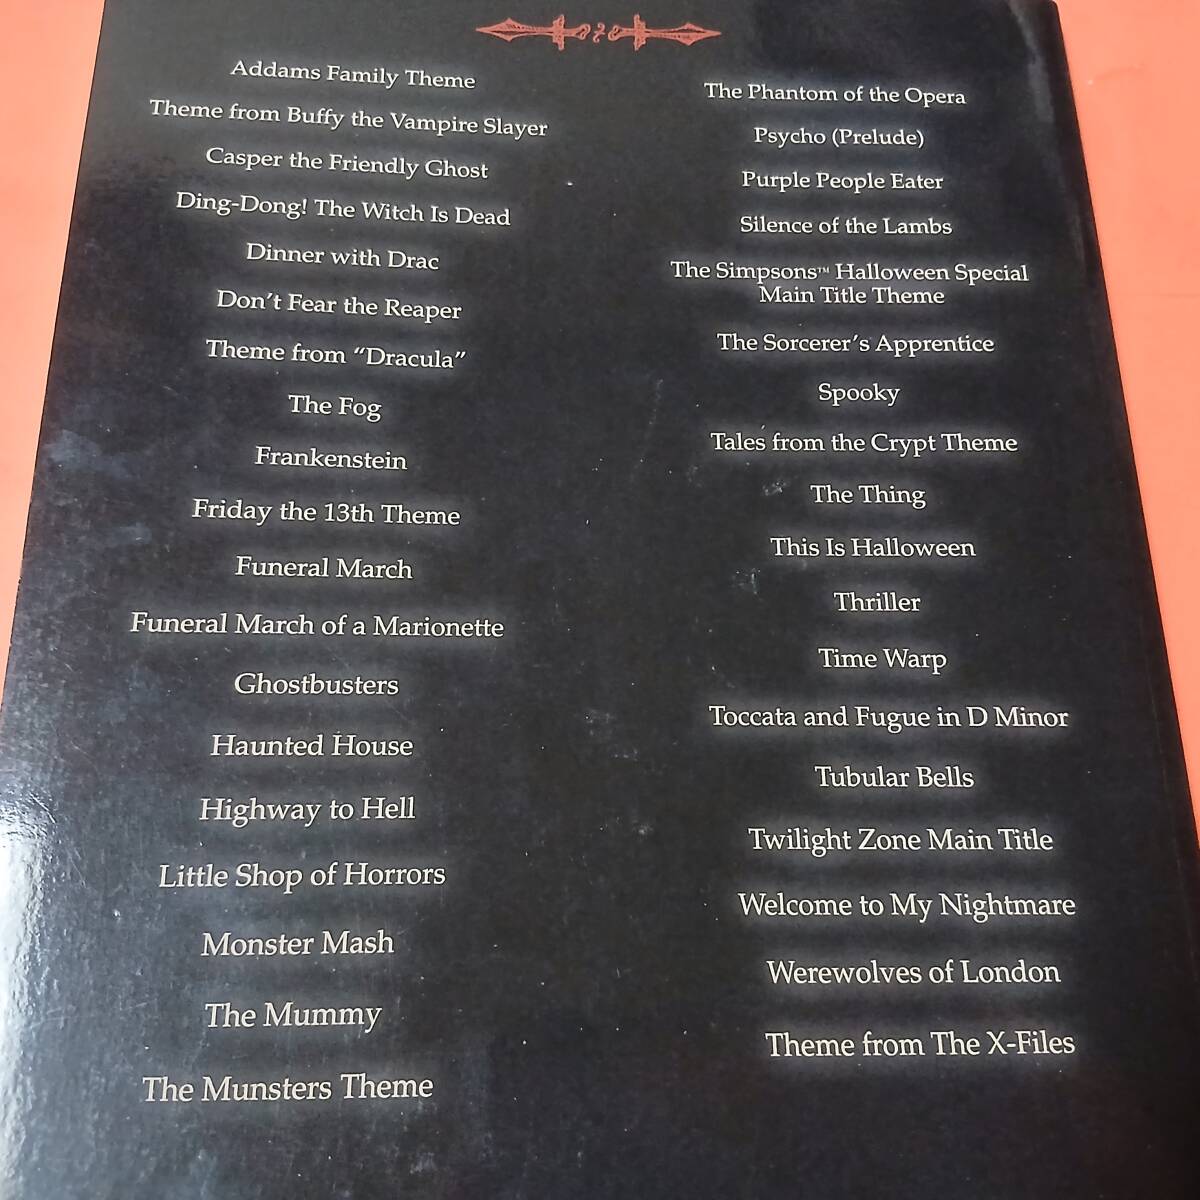 Addams Family Theme
Theme from Buffy the Vampire Slayer
Casper the Friendly Ghost
Ding-Dong! The Witch Is Dead
Dinner with Drac
Don't Fear the Reaper
Theme from “Dracula”
The Fog
Frankenstein
Friday the 13th Theme
Funeral March
Funeral March of a Marionette
Ghostbusters
Haunted House
Highway to Hell
Little Shop of Horrors
Monster Mash
The Mummy
The Munsters Theme
The Phantom of the Opera
Psycho (Prelude)
Purple People Eater
Silence of the Lambs
The Simpsons™ Halloween Special
Main Title Theme
The Sorcerer's Apprentice
Spooky
Tales from the Crypt Theme
The Thing
This Is Halloween
Thriller
Time Warp
Toccata and Fugue in D Minor
Tubular Bells
Twilight Zone Main Title
Welcome to My Nightmare
Werewolves of London
Theme from The X-Files